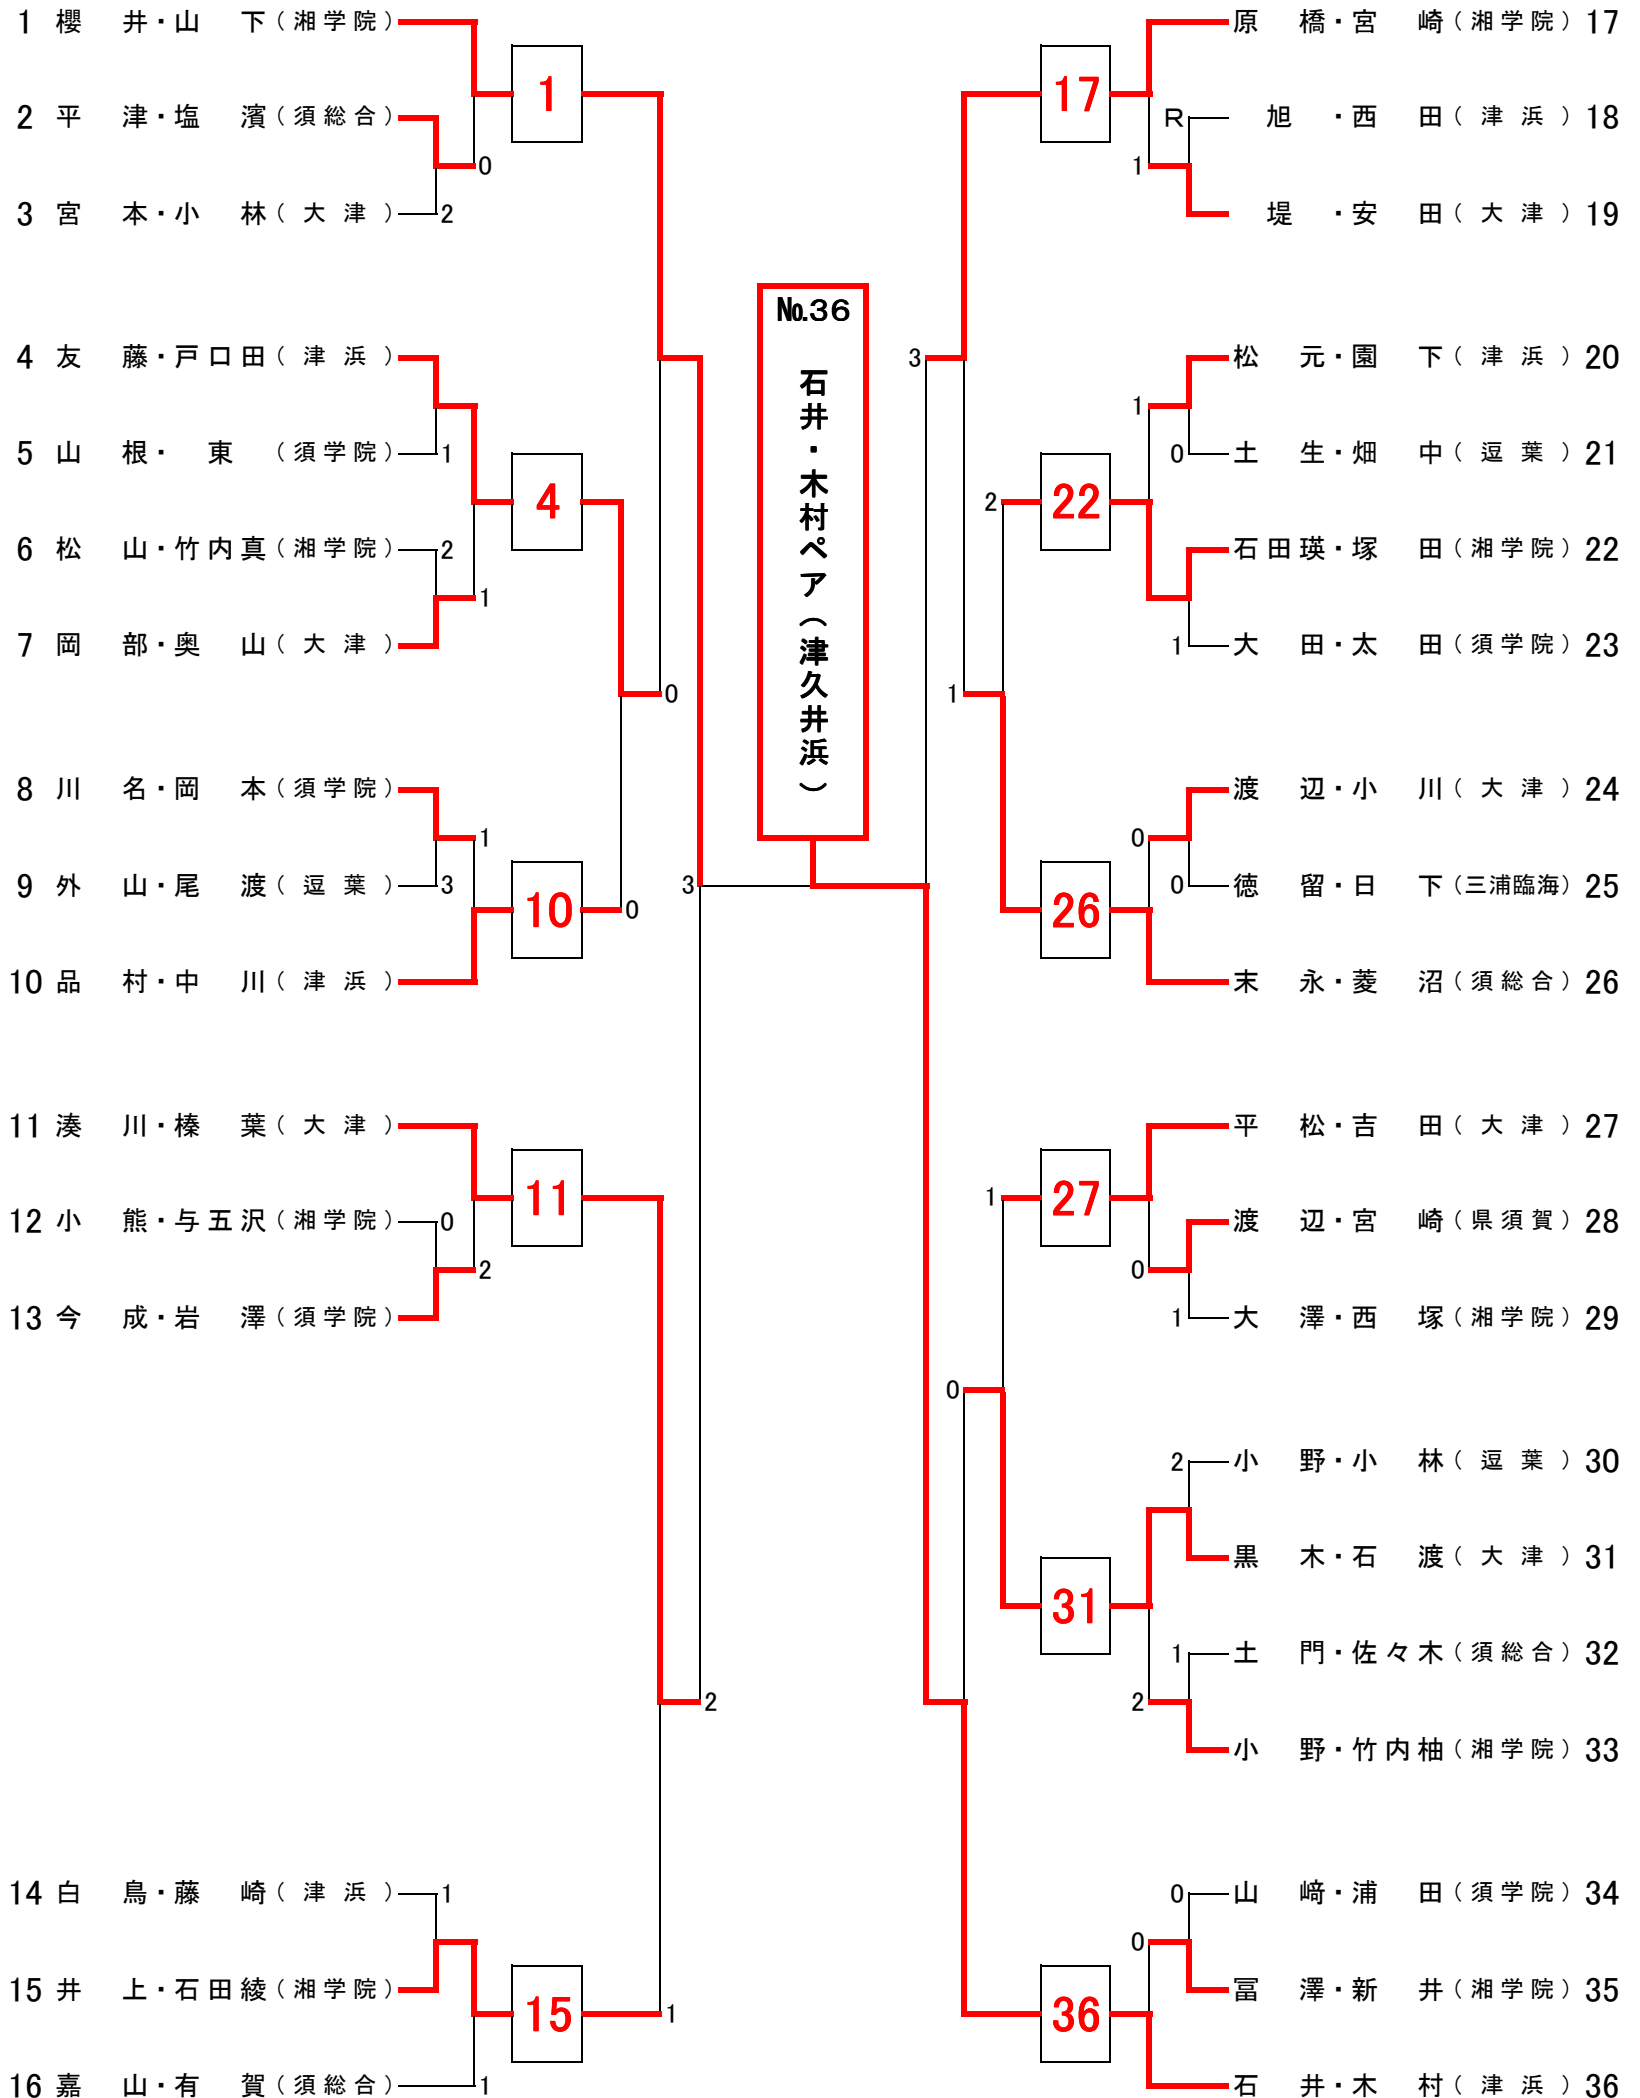 1 櫻 井・山 下（湘学院）
1
2 平 津・塩 濱（須総合）
0
3 宮 本・小 林（大 津） 2
4 友 藤・戸口田（津 浜）
5 山 根・ 東 （須学院） 1
4
6 松 山・竹内真（湘学院） 2
1
7 岡 部・奥 山（大 津）
0
8 川 名・岡 本（須学院）
1
9 外 山・尾 渡（逗 葉） 3
3
10
0
10 品 村・中 川（津 浜）
11 湊 川・榛 葉（大 津）
11
12 小 熊・与五沢（湘学院） 0
2
13 今 成・岩 澤（須学院）
2
14 白 鳥・藤 崎（津 浜） 1
15 井 上・石田綾（湘学院）
15
1
16 嘉 山・有 賀（須総合） 1
№36
石井・木村ペア（津久井浜）
原 橋・宮 崎（湘学院） 17
17
R 旭 ・西 田（津 浜） 18
1
堤 ・安 田（大 津） 19
3
松 元・園 下（津 浜） 20
1
0 土 生・畑 中（逗 葉） 21
2
22
石田瑛・塚 田（湘学院） 22
1 大 田・太 田（須学院） 23
1
渡 辺・小 川（大 津） 24
0
0 徳 留・日 下（三浦臨海） 25
26
末 永・菱 沼（須総合） 26
平 松・吉 田（大 津） 27
1
27
渡 辺・宮 崎（県須賀） 28
0
1 大 澤・西 塚（湘学院） 29
0
2 小 野・小 林（逗 葉） 30
黒 木・石 渡（大 津） 31
31
1 土 門・佐々木（須総合） 32
2
小 野・竹内柚（湘学院） 33
0 山 﨑・浦 田（須学院） 34
0
冨 澤・新 井（湘学院） 35
36
石 井・木 村（津 浜） 36